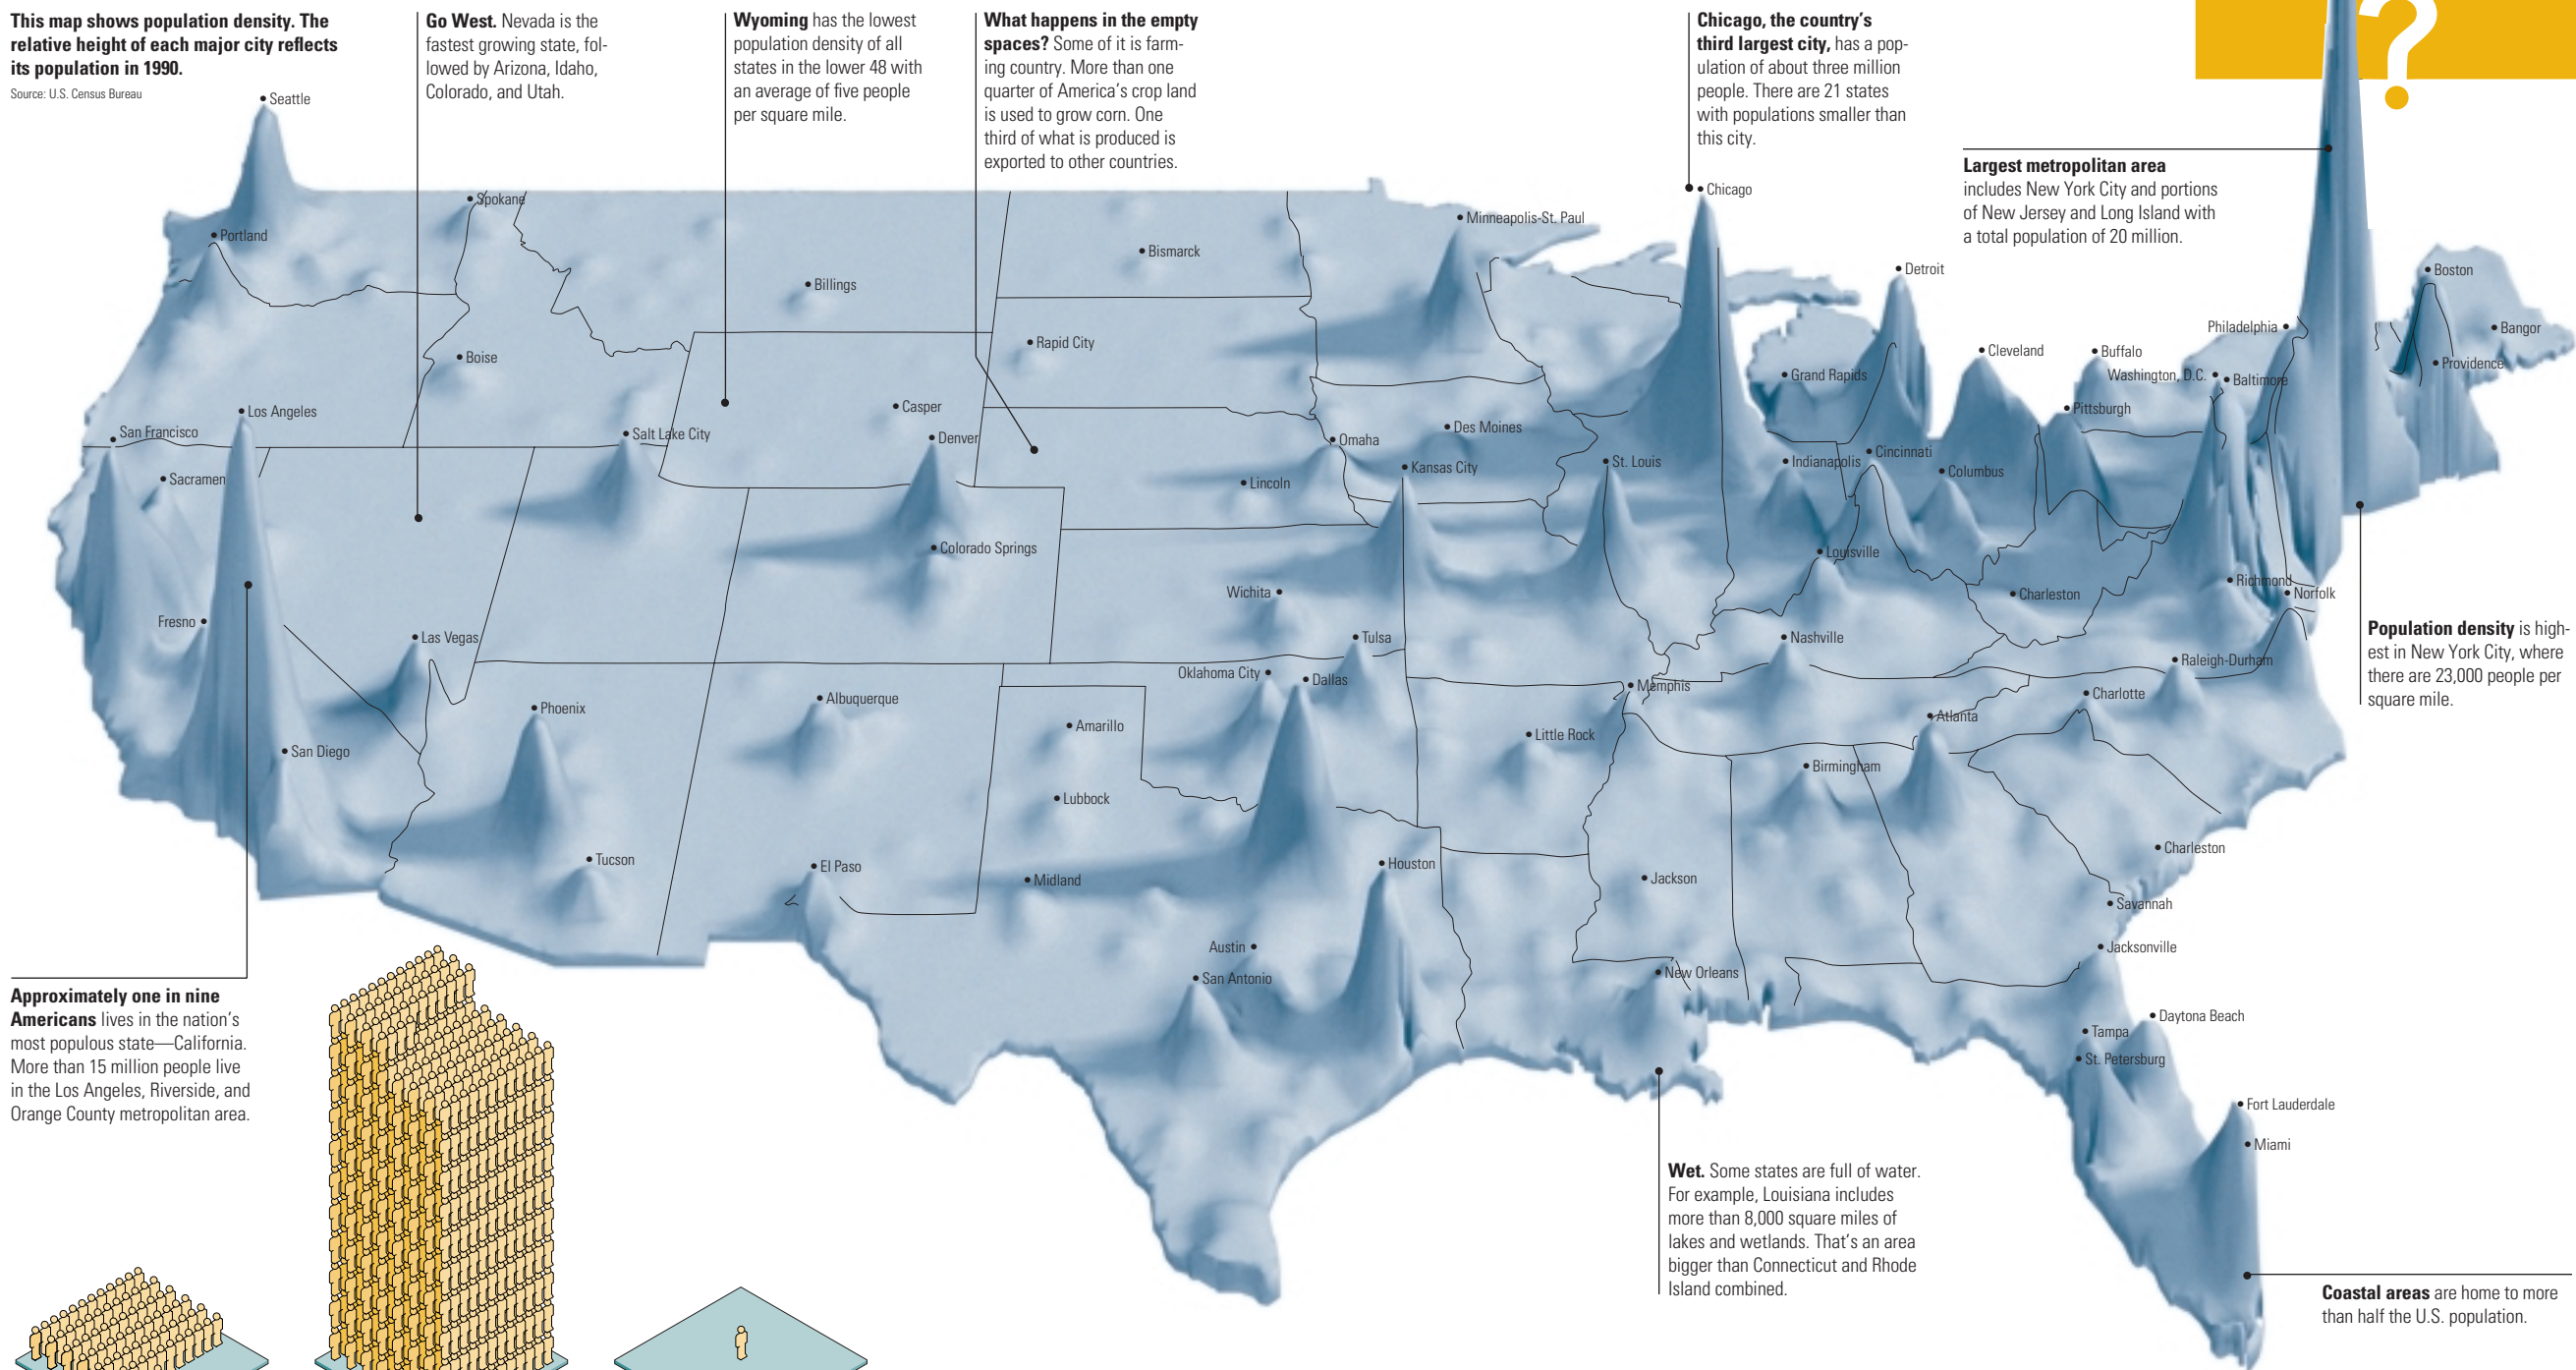 This map shows population density. The
relative height of each major city reflects
its population in 1990.
Source: U.S. Census Bureau
Go West. Nevada is the
fastest growing state, fol-
lowed by Arizona, Idaho,
Colorado, and Utah.
Wyoming has the lowest
population density of all
states in the lower 48 with
an average of five people
per square mile.
What happens in the empty
spaces? Some of it is farm-
ing country. More than one
quarter of America's crop land
is used to grow corn. One
third of what is produced is
exported to other countries.
Chicago, the country's
third largest city, has a pop-
ulation of about three million
people. There are 21 states
with populations smaller than
this city.
?
Largest metropolitan area
includes New York City and portions
of New Jersey and Long Island with
a total population of 20 million.
Seattle
Spokane
Portland
Billings
Bismarck
Minneapolis-St. Paul
Chicago
Detroit
Boston
Bangor
Providence
Philadelphia
Boise
Rapid City
Grand Rapids
Cleveland
Buffalo
Washington, D.C.
Baltimore
Pittsburgh
Los Angeles
San Francisco
Sacramen
Salt Lake City
Casper
Denver
Omaha
Des Moines
Lincoln
Kansas City
St. Louis
Indianapolis
Cincinnati
Columbus
Colorado Springs
Louisville
Charleston
Richmond
Norfolk
Fresno
Las Vegas
Wichita
Tulsa
Nashville
Raleigh-Durham
Oklahoma City
Dallas
Memphis
Charlotte
Phoenix
Albuquerque
Amarillo
Little Rock
Atlanta
San Diego
Birmingham
Lubbock
Tucson
El Paso
Midland
Houston
Jackson
Charleston
Savannah
Austin
San Antonio
New Orleans
Jacksonville
Daytona Beach
Tampa
St. Petersburg
Fort Lauderdale
Miami
Population density is high-
est in New York City, where
there are 23,000 people per
square mile.
Approximately one in nine
Americans lives in the nation's
most populous state—California.
More than 15 million people live
in the Los Angeles, Riverside, and
Orange County metropolitan area.
Wet. Some states are full of water.
For example, Louisiana includes
more than 8,000 square miles of
lakes and wetlands. That's an area
bigger than Connecticut and Rhode
Island combined.
Coastal areas are home to more
than half the U.S. population.